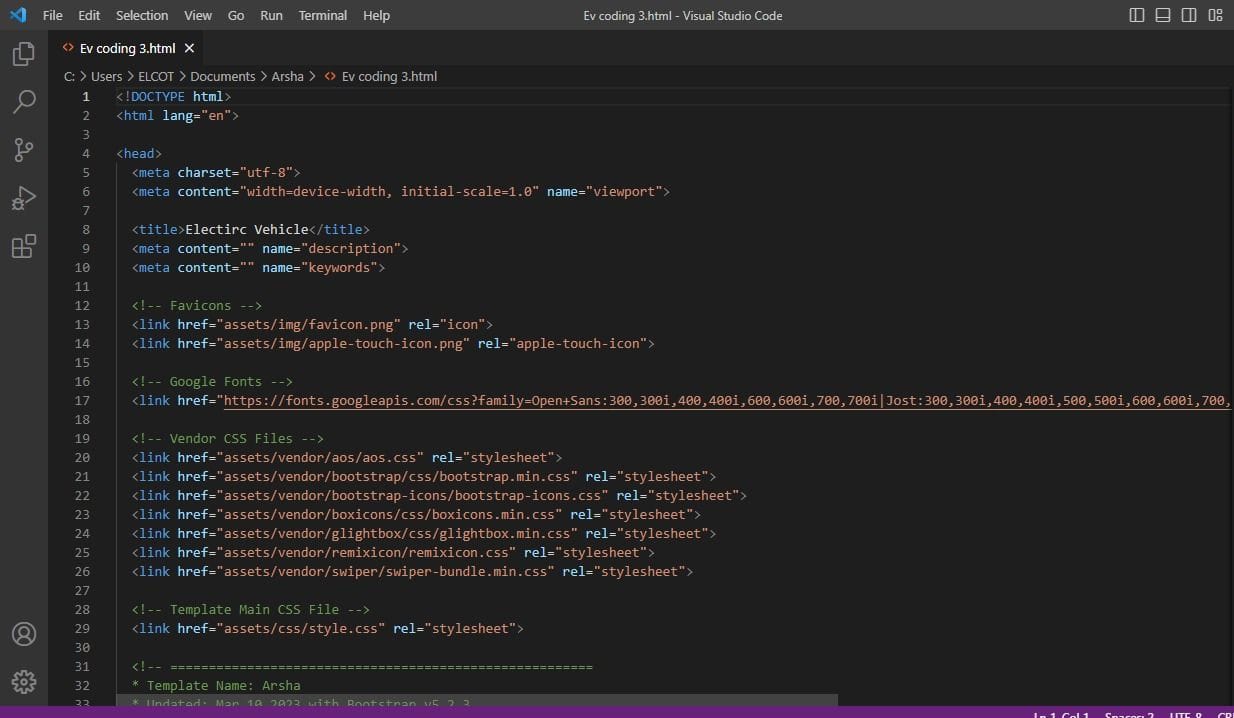 File Edit Selection View Go Run Terminal Help Ev coding 3.html - Visual Studio Code
Ev coding 3.html
C: > Users > ELCOT > Documents > Arsha > Ev coding 3.html
1 <!DOCTYPE html>
2 <html lang="en">
3
4 <head>
5 <meta charset="utf-8">
6 <meta content="width=device-width, initial-scale=1.0" name="viewport">
7
8 <title>Electirc Vehicle</title>
9 <meta content="" name="description">
10 <meta content="" name="keywords">
11
12 <!-- Favicons -->
13 <link href="assets/img/favicon.png" rel="icon">
14 <link href="assets/img/apple-touch-icon.png" rel="apple-touch-icon">
15
16 <!-- Google Fonts -->
17 <link href="https://fonts.googleapis.com/css?family=Open+Sans:300,300i,400,400i,600,600i,700,700i|Jost:300,300i,400,400i,500,500i,600,600i,700,
18
19 <!-- Vendor CSS Files -->
20 <link href="assets/vendor/aos/aos.css" rel="stylesheet">
21 <link href="assets/vendor/bootstrap/css/bootstrap.min.css" rel="stylesheet">
22 <link href="assets/vendor/bootstrap-icons/bootstrap-icons.css" rel="stylesheet">
23 <link href="assets/vendor/boxicons/css/boxicons.min.css" rel="stylesheet">
24 <link href="assets/vendor/glightbox/css/glightbox.min.css" rel="stylesheet">
25 <link href="assets/vendor/remixicon/remixicon.css" rel="stylesheet">
26 <link href="assets/vendor/swiper/swiper-bundle.min.css" rel="stylesheet">
27
28 <!-- Template Main CSS File -->
29 <link href="assets/css/style.css" rel="stylesheet">
30
31 <!-- =======================================================
32 * Template Name: Arsha
33 * Updated: Mar 10 2023 with Bootstrap v5.2.3
Ln 1, Col 1 Spaces: 2 UTF-8